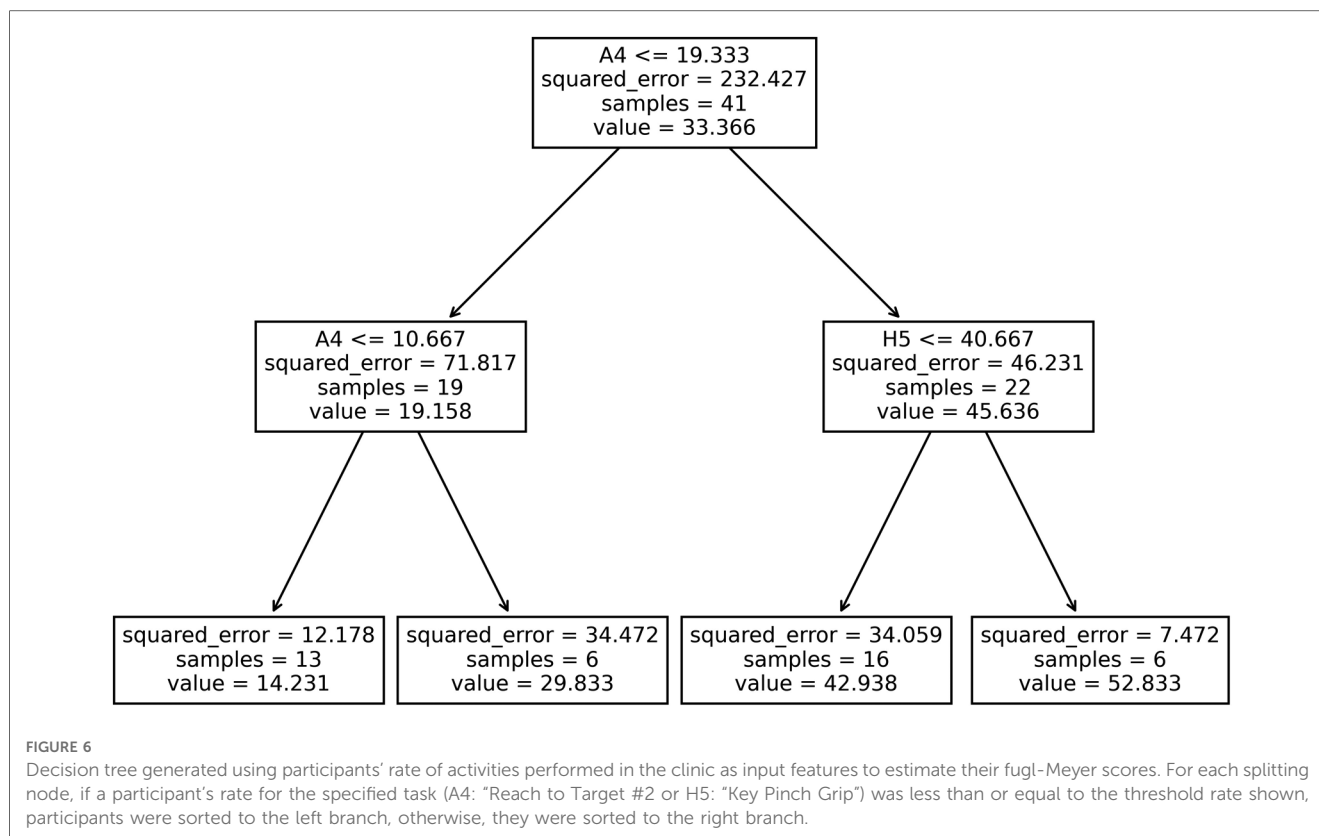 A4 <= 19.333
squared_error = 232.427
samples = 41
value = 33.366
A4 <= 10.667
squared_error = 71.817
samples = 19
value = 19.158
H5 <= 40.667
squared_error = 46.231
samples = 22
value = 45.636
squared_error = 12.178
samples = 13
value = 14.231
squared_error = 34.472
samples = 6
value = 29.833
squared_error = 34.059
samples = 16
value = 42.938
squared_error = 7.472
samples = 6
value = 52.833
FIGURE 6
Decision tree generated using participants’ rate of activities performed in the clinic as input features to estimate their fugl-Meyer scores. For each splitting
node, if a participant’s rate for the specified task (A4: “Reach to Target #2 or H5: “Key Pinch Grip”) was less than or equal to the threshold rate shown,
participants were sorted to the left branch, otherwise, they were sorted to the right branch.